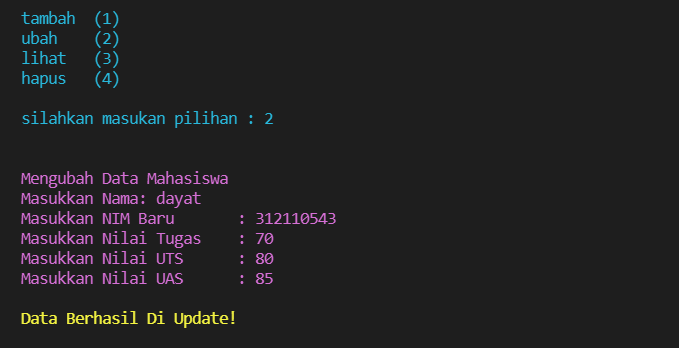 tambah  (1)
ubah    (2)
lihat   (3)
hapus   (4)
silahkan masukan pilihan : 2
Mengubah Data Mahasiswa
Masukkan Nama: dayat
Masukkan NIM Baru       : 312110543
Masukkan Nilai Tugas    : 70
Masukkan Nilai UTS      : 80
Masukkan Nilai UAS      : 85
Data Berhasil Di Update!